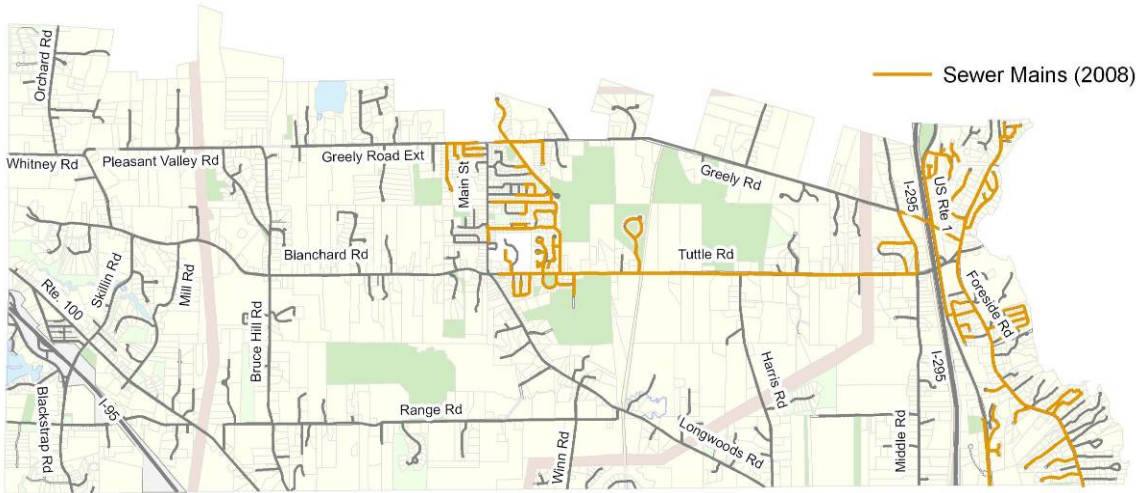 Sewer Mains (2008)
Orchard Rd
Whitney Rd
Pleasant Valley Rd
Greely Road Ext
Main St
Greely Rd
I-295
US Rte 1
Blanchard Rd
Tuttle Rd
Skillin Rd
Mill Rd
Rte. 100
Bruce Hill Rd
Foreside Rd
Harris Rd
I-295
Blackstrap Rd
I-95
Range Rd
Winn Rd
Longwoods Rd
Middle Rd